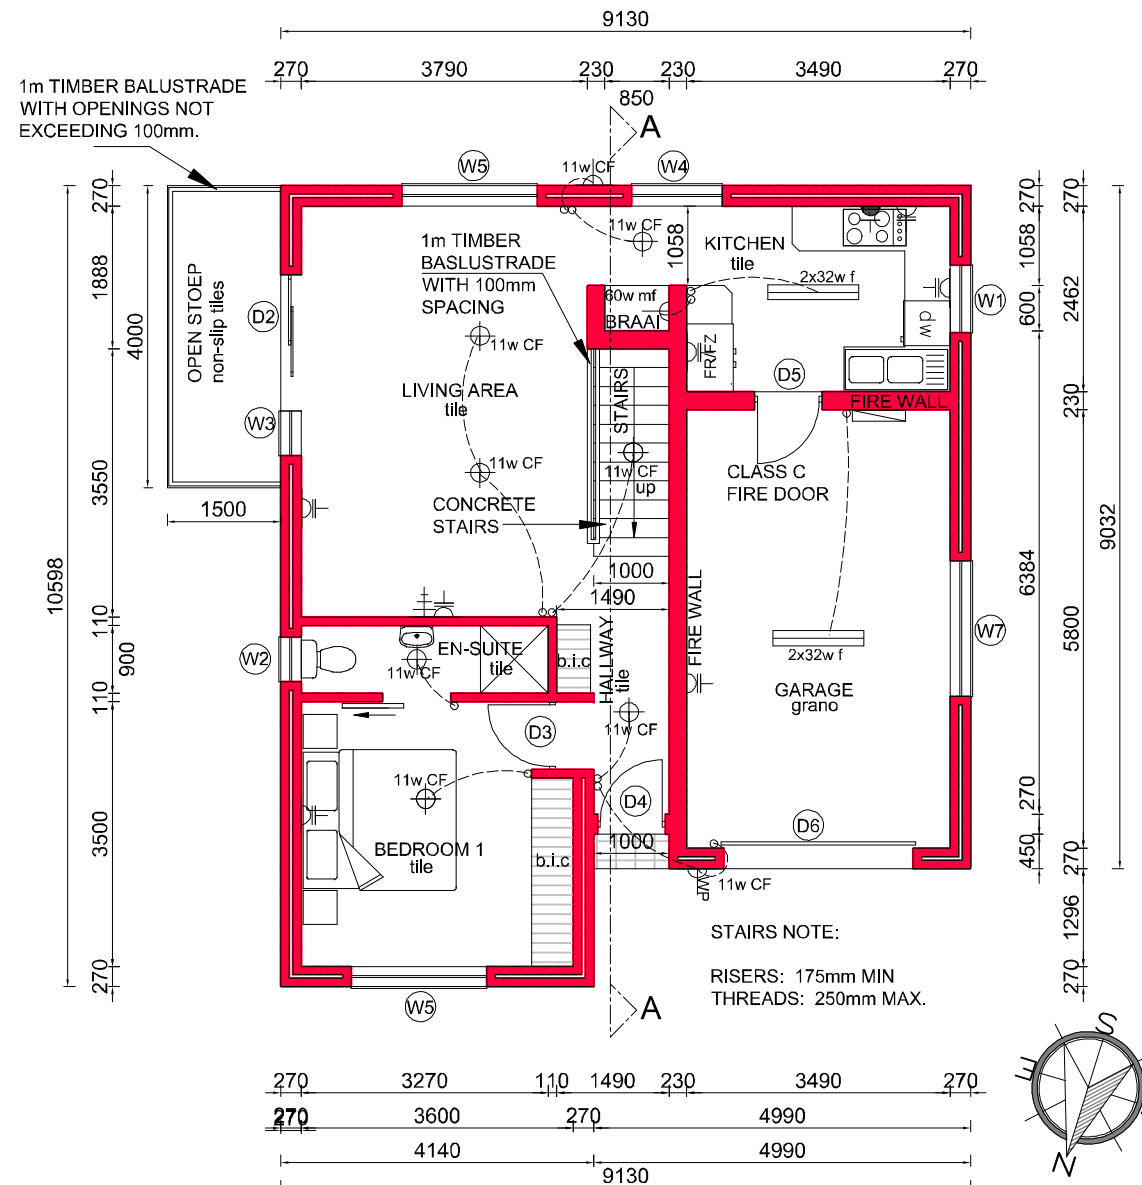 9130
270 3790 230 230 3490 270
850
1m TIMBER BALUSTRADE
WITH OPENINGS NOT
EXCEEDING 100mm.
A
W5
11w CF
W4
270
1888
3550
110
900
110
3500
270
10598
4000
1500
OPEN STOEP
non-slip tiles
D2
W3
W2
1m TIMBER
BASLUSTRADE
WITH 100mm
SPACING
11w CF
1058
KITCHEN
tile
2x32w f
60w mf
BRAAI
FR/FZ
dw
W1
D5
FIRE WALL
11w CF
LIVING AREA
tile
11w CF
STAIRS
11w CF
up
CONCRETE
STAIRS
CLASS C
FIRE DOOR
1000
1490
FIRE WALL
HALLWAY
tile
EN-SUITE
tile
b.i.c
11w CF
2x32w f
GARAGE
grano
W7
D3
11w CF
11w CF
D4
D6
BEDROOM 1
tile
b.i.c
1000
WP
11w CF
W5
A
270
1058
600
6384
270
450
270
2462
230
5800
270
1296
270
9032
STAIRS NOTE:
RISERS: 175mm MIN
THREADS: 250mm MAX.
S
E
N
270 3270 110 1490 230 3490 270
270 3600 270 4990
4140 4990
9130